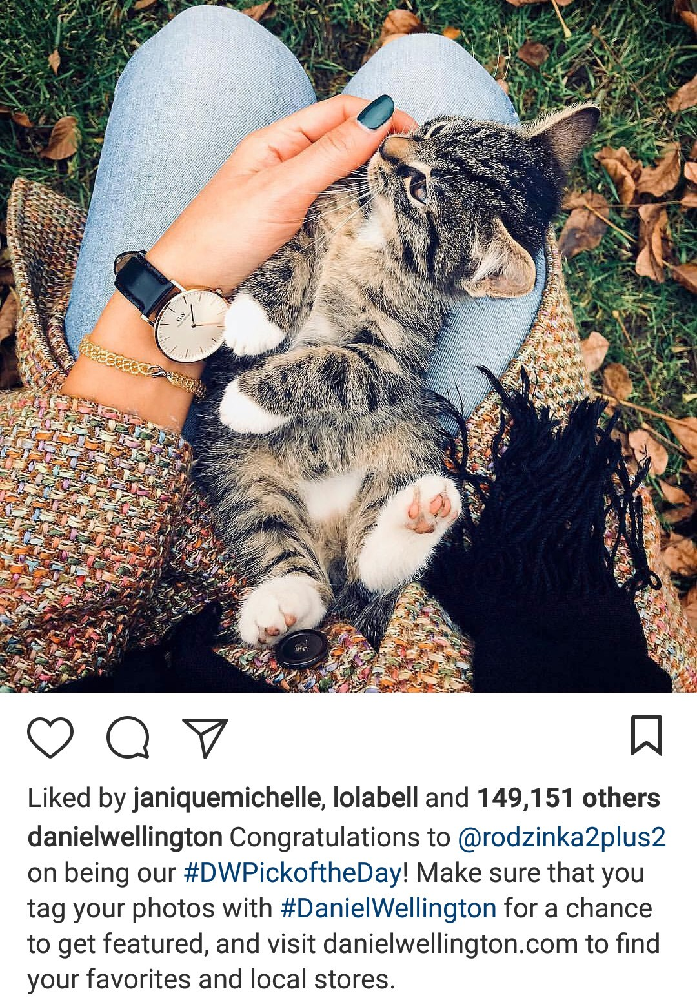 DW
Liked by janiquemichelle, lolabell and 149,151 others
danielwellington Congratulations to @rodzinka2plus2
on being our #DWPickoftheDay! Make sure that you
tag your photos with #DanielWellington for a chance
to get featured, and visit danielwellington.com to find
your favorites and local stores.